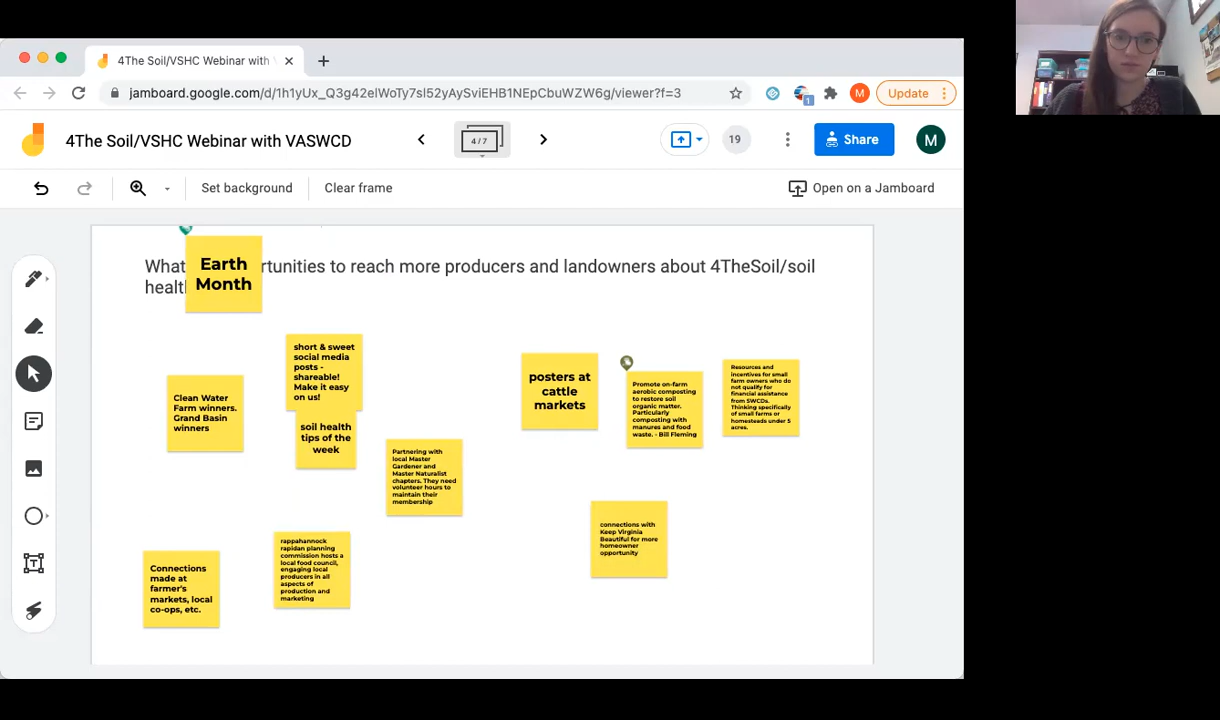 4The Soil/VSHC Webinar with
jamboard.google.com/d/1h1yUx_Q3g42elWoTy7sI52yAySviEHB1NEpCbuWZW6g/viewer?f=3
1
M
Update
4The Soil/VSHC Webinar with VASWCD
4/7
19
Share
M
Set background
Clear frame
Open on a Jamboard
What rtunities to reach more producers and landowners about 4TheSoil/soil
healt
Earth
Month
short & sweet
social media
posts -
shareable!
Make it easy
on us!
Clean Water
Farm winners.
Grand Basin
winners
soil health
tips of the
week
Partnering with
local Master
Gardener and
Master Naturalist
chapters. They need
volunteer hours to
maintain their
membership
posters at
cattle
markets
Promote on-farm
aerobic composting
to restore soil
organic matter.
Particularly
composting with
manures and food
waste. - Bill Fleming
Resources and
incentives for small
farm owners who do
not qualify for
financial assistance
from SWCDs.
Thinking specifically
of small farms or
homesteads under 5
acres.
Connections
made at
farmer's
markets, local
co-ops, etc.
rappahannock
rapidan planning
commission hosts a
local food council,
engaging local
producers in all
aspects of
production and
marketing
connections with
Keep Virginia
Beautiful for more
homeowner
opportunity